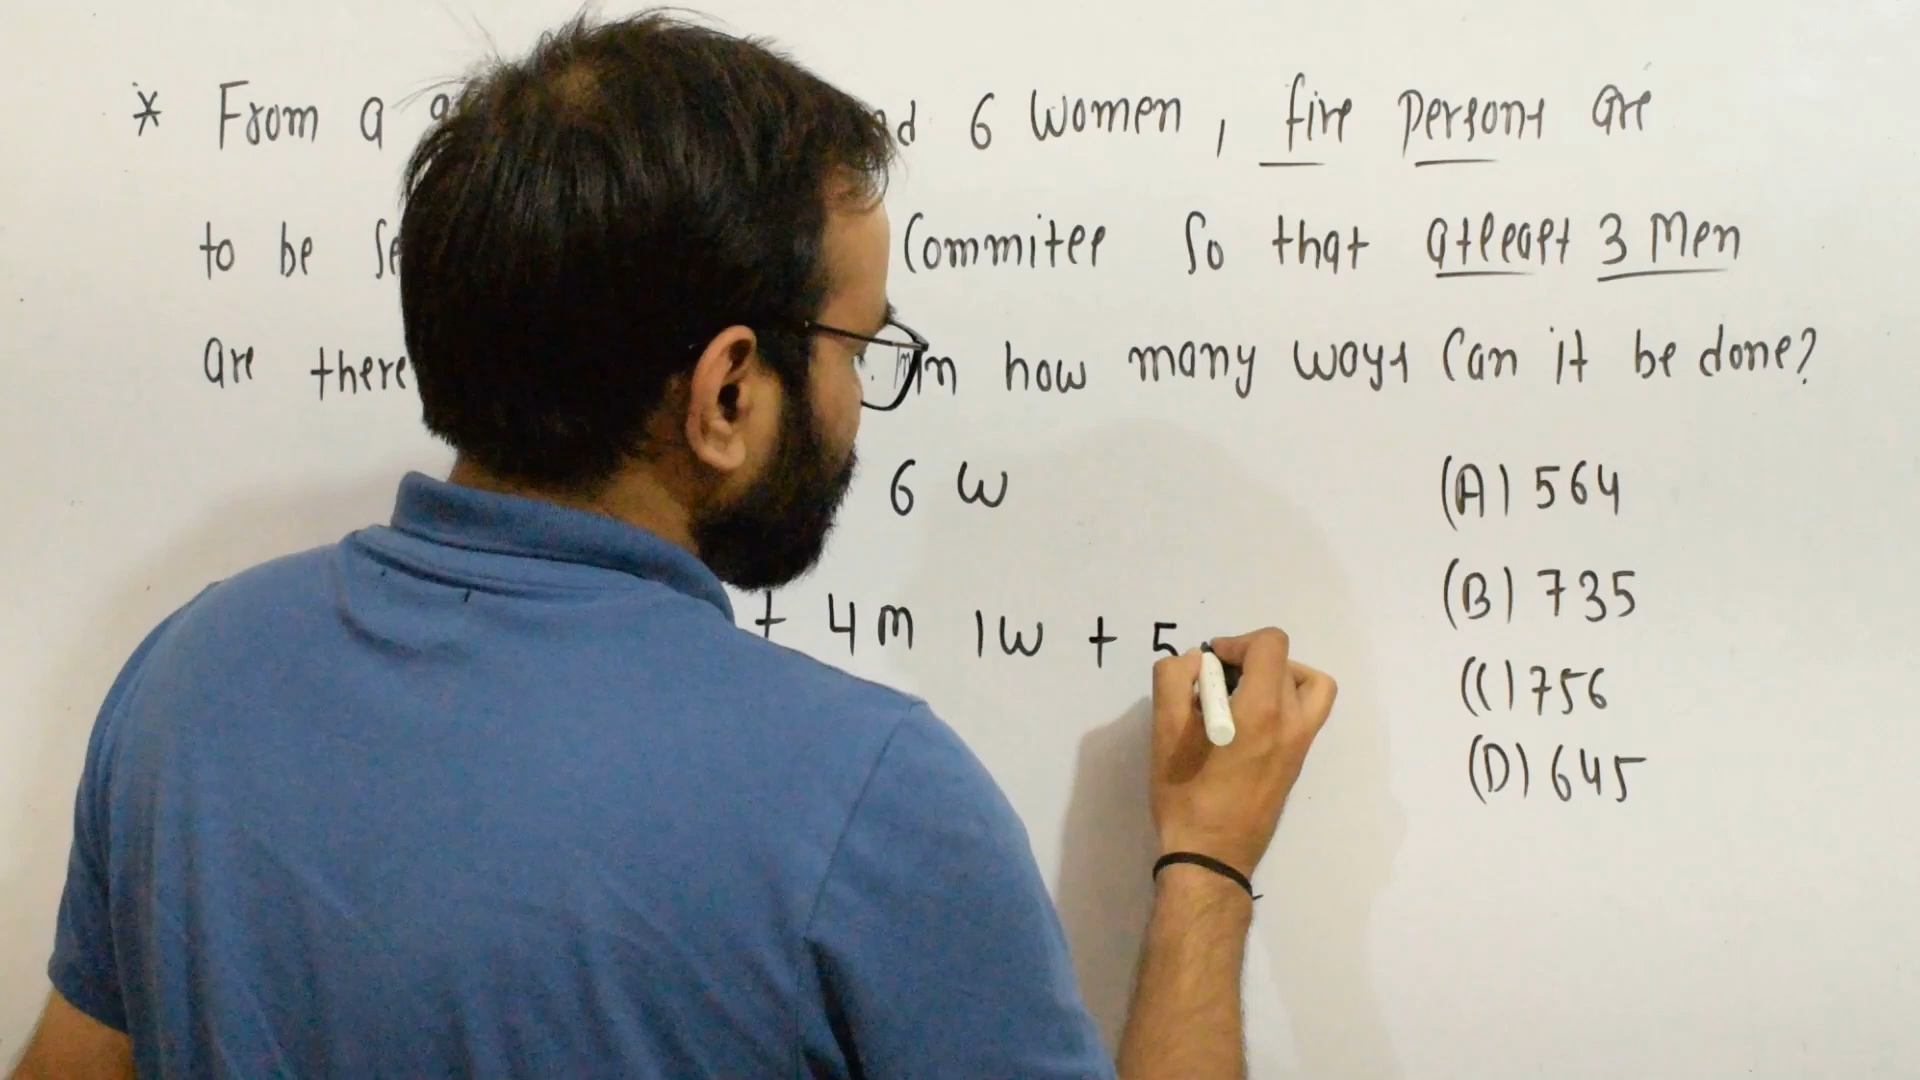 * From a and 6 Women, five persons are
to be Commitee So that atleast 3 Men
are there In how many ways Can it be done?
6 W
+ 4m 1w + 5
(A) 564
(B) 735
(C) 756
(D) 645